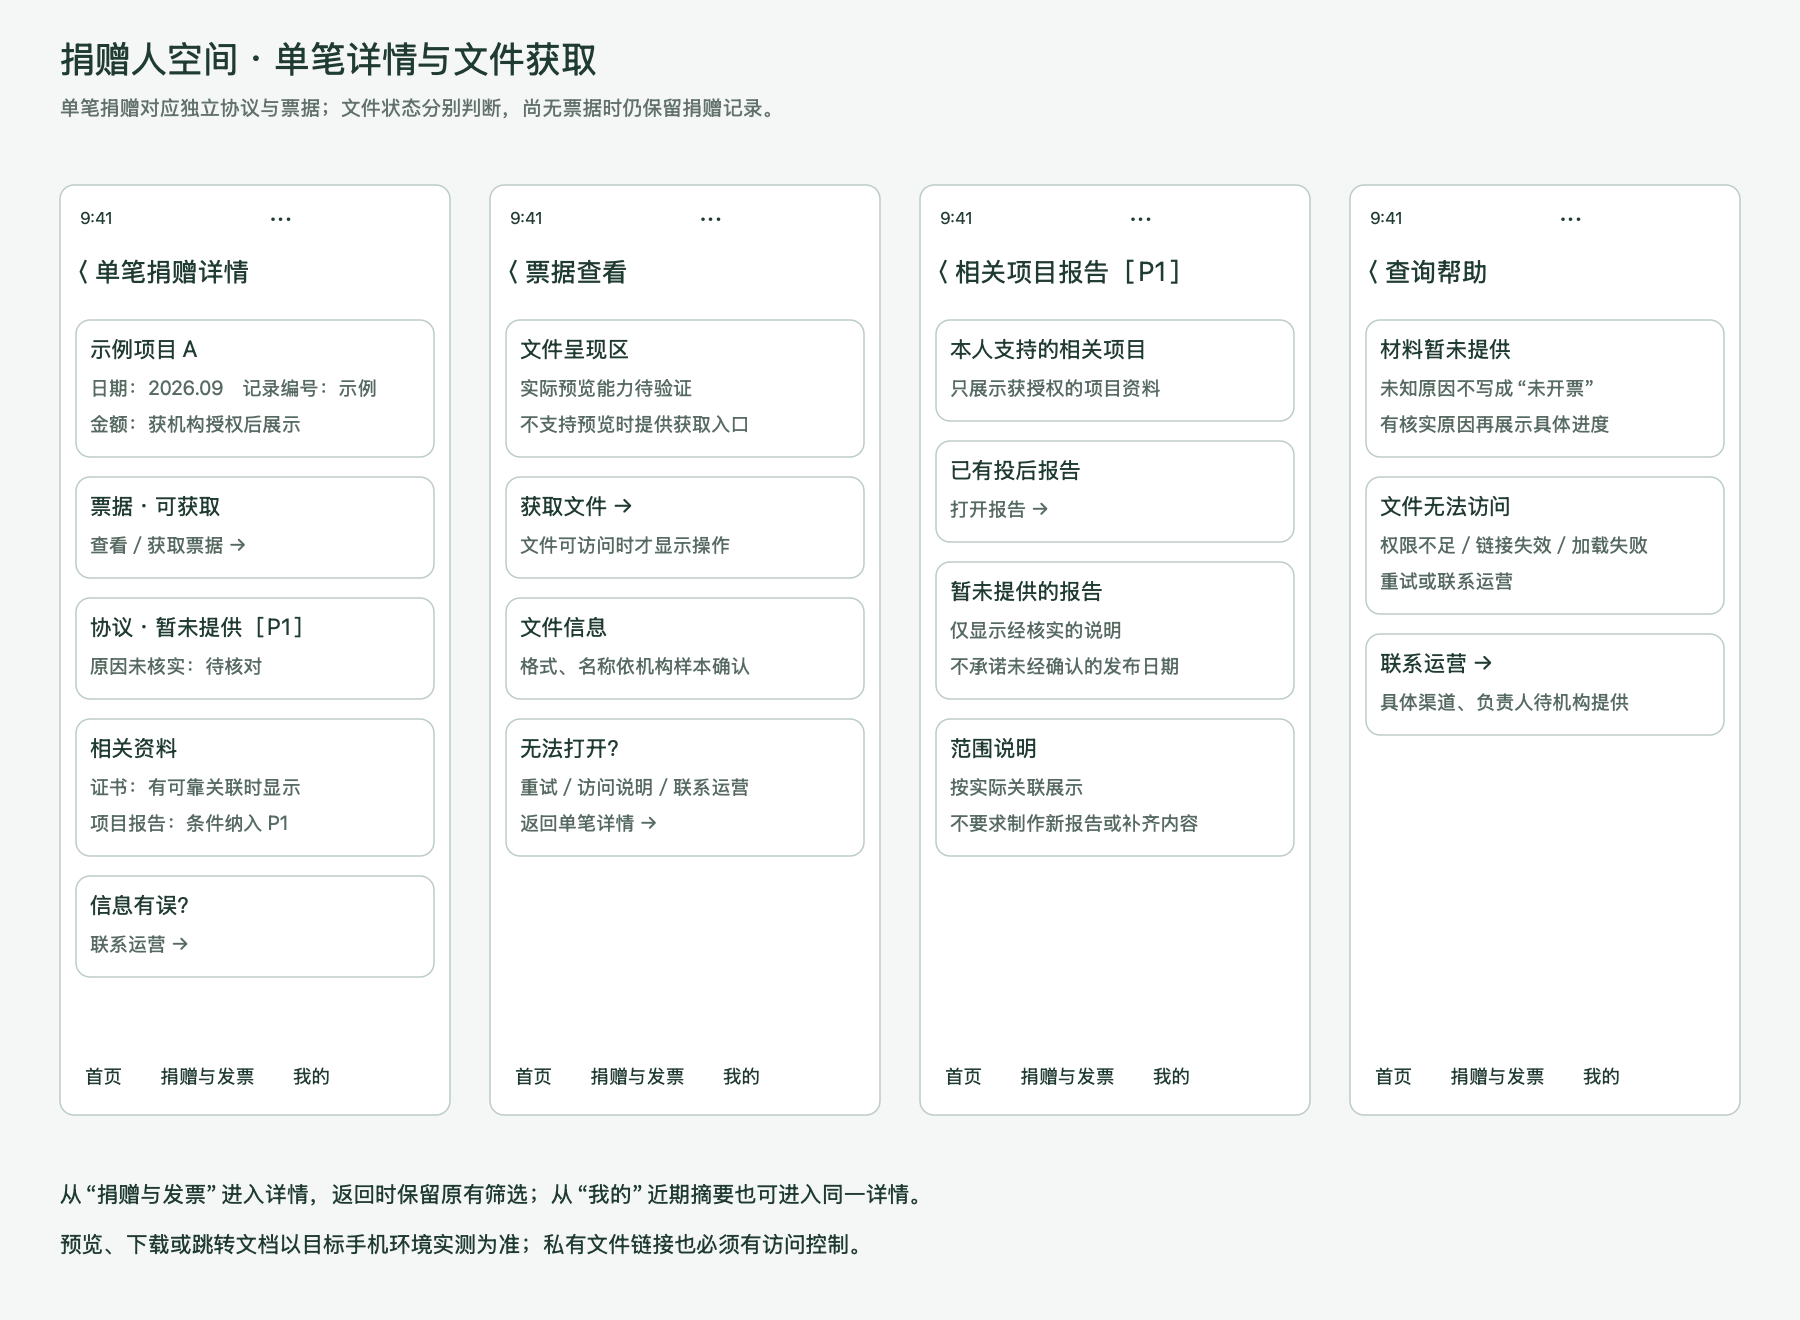 捐赠人空间 · 单笔详情与文件获取
单笔捐赠对应独立协议与票据；文件状态分别判断，尚无票据时仍保留捐赠记录。
9:41 ···
〈 单笔捐赠详情
示例项目 A
日期：2026.09 记录编号：示例
金额：获机构授权后展示
票据 · 可获取
查看 / 获取票据 →
协议 · 暂未提供［P1］
原因未核实：待核对
相关资料
证书：有可靠关联时显示
项目报告：条件纳入 P1
信息有误？
联系运营 →
首页 捐赠与发票 我的
9:41 ···
〈 票据查看
文件呈现区
实际预览能力待验证
不支持预览时提供获取入口
获取文件 →
文件可访问时才显示操作
文件信息
格式、名称依机构样本确认
无法打开？
重试 / 访问说明 / 联系运营
返回单笔详情 →
首页 捐赠与发票 我的
9:41 ···
〈 相关项目报告［P1］
本人支持的相关项目
只展示获授权的项目资料
已有投后报告
打开报告 →
暂未提供的报告
仅显示经核实的说明
不承诺未经确认的发布日期
范围说明
按实际关联展示
不要求制作新报告或补齐内容
首页 捐赠与发票 我的
9:41 ···
〈 查询帮助
材料暂未提供
未知原因不写成“未开票”
有核实原因再展示具体进度
文件无法访问
权限不足 / 链接失效 / 加载失败
重试或联系运营
联系运营 →
具体渠道、负责人待机构提供
首页 捐赠与发票 我的
从“捐赠与发票”进入详情，返回时保留原有筛选；从“我的”近期摘要也可进入同一详情。
预览、下载或跳转文档以目标手机环境实测为准；私有文件链接也必须有访问控制。